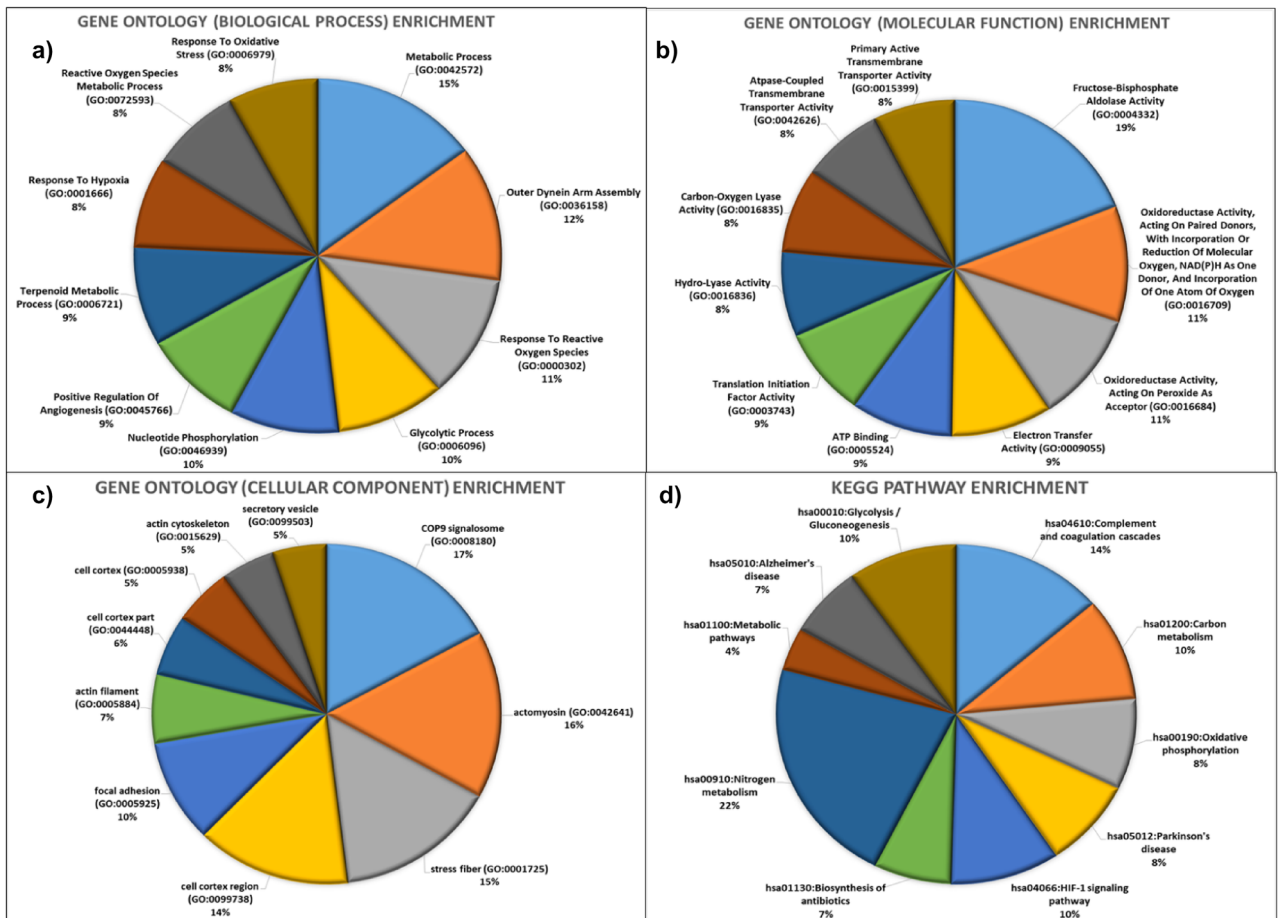 GENE ONTOLOGY (BIOLOGICAL PROCESS) ENRICHMENT
a)
Response To Oxidative
Stress (GO:0006979)
8%
Metabolic Process
(GO:0042572)
15%
Reactive Oxygen Species
Metabolic Process
(GO:0072593)
8%
Outer Dynein Arm Assembly
(GO:0036158)
12%
Response To Hypoxia
(GO:0001666)
8%
Terpenoid Metabolic
Process (GO:0006721)
9%
Response To Reactive
Oxygen Species
(GO:0000302)
11%
Positive Regulation Of
Angiogenesis (GO:0045766)
9%
Nucleotide Phosphorylation
(GO:0046939)
10%
Glycolytic Process
(GO:0006096)
10%
GENE ONTOLOGY (MOLECULAR FUNCTION) ENRICHMENT
b)
Primary Active
Transmembrane
Transporter Activity
(GO:0015399)
8%
Atpase-Coupled
Transmembrane
Transporter Activity
(GO:0042626)
8%
Fructose-Bisphosphate
Aldolase Activity
(GO:0004332)
19%
Carbon-Oxygen Lyase
Activity (GO:0016835)
8%
Oxidoreductase Activity,
Acting On Paired Donors,
With Incorporation Or
Reduction Of Molecular
Oxygen, NAD(P)H As One
Donor, And Incorporation
Of One Atom Of Oxygen
(GO:0016709)
11%
Hydro-Lyase Activity
(GO:0016836)
8%
Translation Initiation
Factor Activity
(GO:0003743)
9%
Oxidoreductase Activity,
Acting On Peroxide As
Acceptor (GO:0016684)
11%
ATP Binding
(GO:0005524)
9%
Electron Transfer
Activity (GO:0009055)
9%
c)
GENE ONTOLOGY (CELLULAR COMPONENT) ENRICHMENT
secretory vesicle
(GO:0099503)
5%
actin cytoskeleton
(GO:0015629)
5%
COP9 signalosome
(GO:0008180)
17%
cell cortex (GO:0005938)
5%
cell cortex part
(GO:0044448)
6%
actin filament
(GO:0005884)
7%
actomyosin (GO:0042641)
16%
focal adhesion
(GO:0005925)
10%
stress fiber (GO:0001725)
15%
cell cortex region
(GO:0099738)
14%
d)
KEGG PATHWAY ENRICHMENT
hsa00010:Glycolysis /
Gluconeogenesis
10%
hsa04610:Complement
and coagulation cascades
14%
hsa05010:Alzheimer's
disease
7%
hsa01100:Metabolic
pathways
4%
hsa01200:Carbon
metabolism
10%
hsa00190:Oxidative
phosphorylation
8%
hsa00910:Nitrogen
metabolism
22%
hsa05012:Parkinson's
disease
8%
hsa01130:Biosynthesis of
antibiotics
7%
hsa04066:HIF-1 signaling
pathway
10%